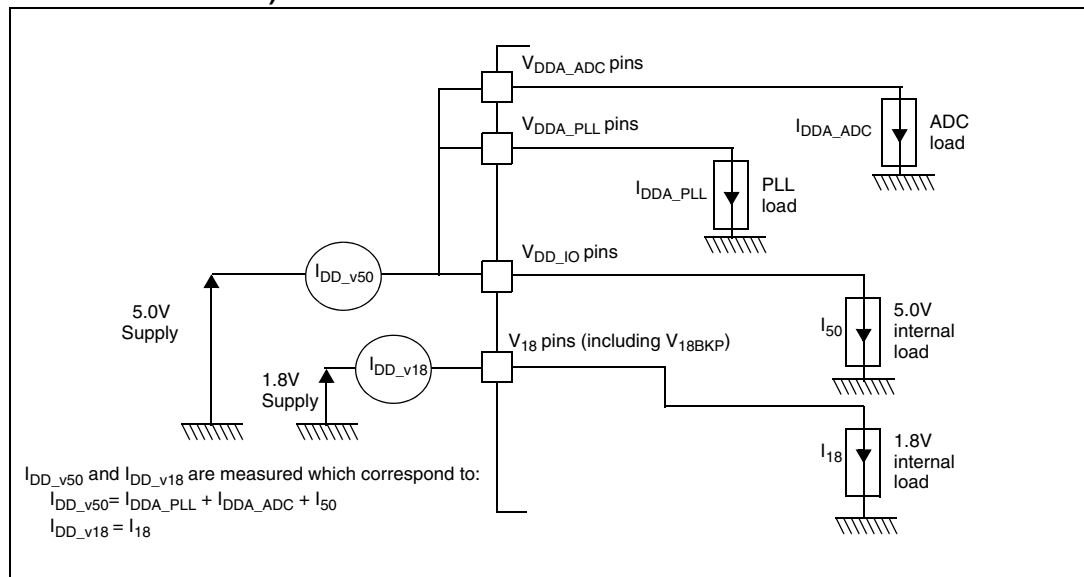 V_DDA_ADC pins
I_DDA_ADC
ADC
load
V_DDA_PLL pins
I_DDA_PLL
PLL
load
V_DD_IO pins
I_DD_v50
5.0V
Supply
I_50
5.0V
internal
load
V_18 pins (including V_18BKP)
I_DD_v18
1.8V
Supply
I_18
1.8V
internal
load
I_DD_v50 and I_DD_v18 are measured which correspond to:
I_DD_v50= I_DDA_PLL + I_DDA_ADC + I_50
I_DD_v18 = I_18